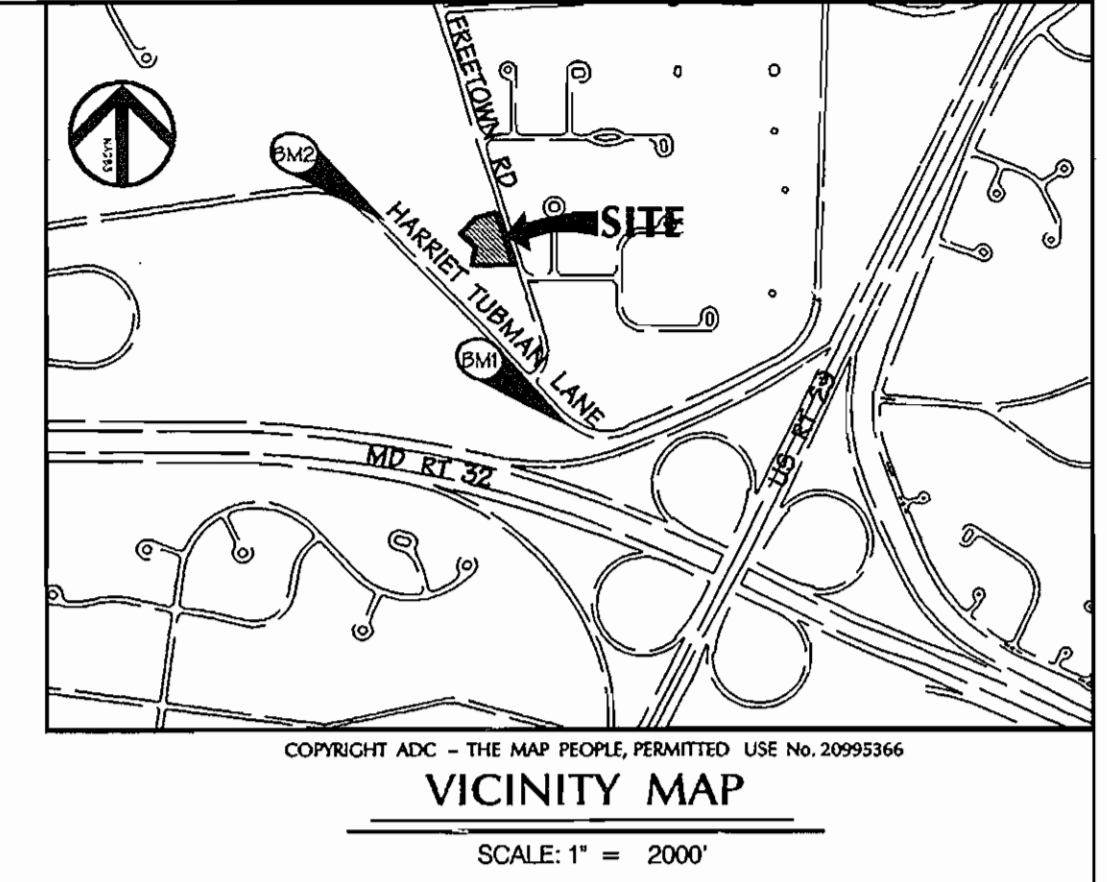 FREETOWN RD
NAD83
BM2
HARRIET TUBMAN LANE
SITE
BM1
MD RT 32
US RT 29
COPYRIGHT ADC – THE MAP PEOPLE, PERMITTED USE No. 20995366
VICINITY MAP
SCALE: 1" = 2000'